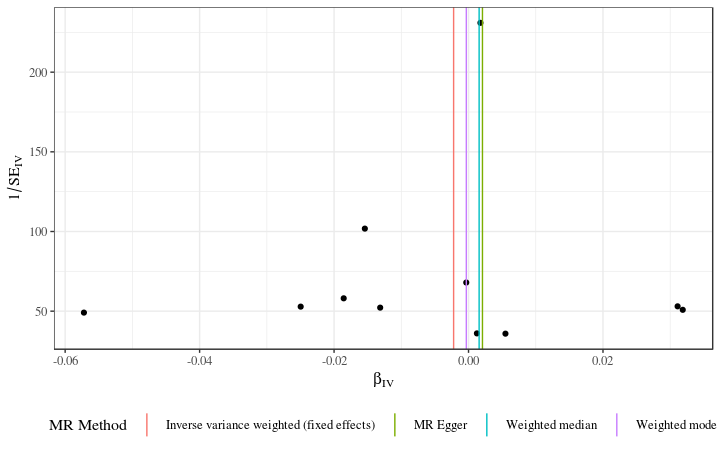 200
150
100
50
1/SE_IV
-0.06 -0.04 -0.02 0.00 0.02
β_IV
MR Method Inverse variance weighted (fixed effects) MR Egger Weighted median Weighted mode